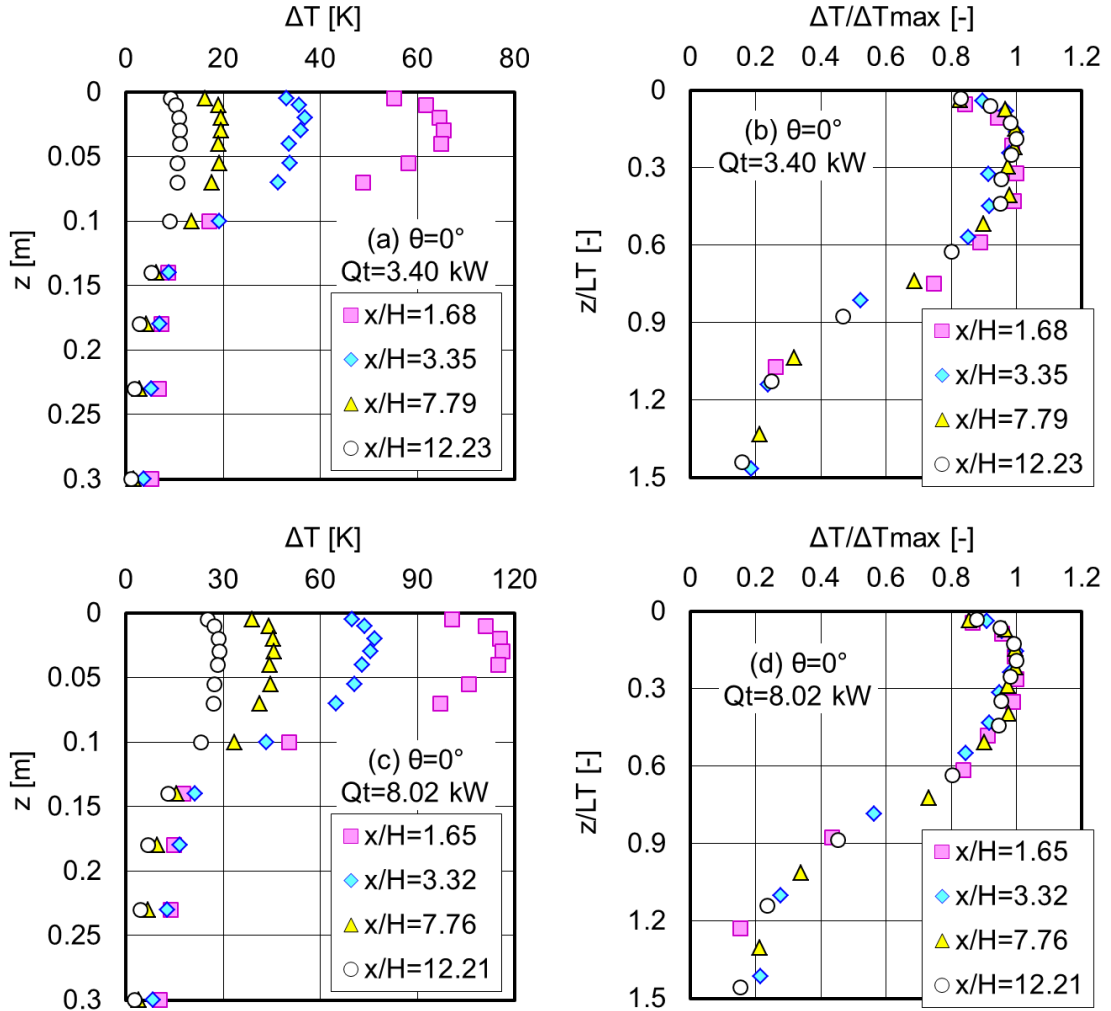 ΔT [K]
0 20 40 60 80
0
0.05
0.1
0.15
0.2
0.25
0.3
z [m]
(a) θ=0°
Qt=3.40 kW
x/H=1.68
x/H=3.35
x/H=7.79
x/H=12.23
ΔT/ΔTmax [-]
0 0.2 0.4 0.6 0.8 1 1.2
0
0.3
0.6
0.9
1.2
1.5
z/LT [-]
(b) θ=0°
Qt=3.40 kW
x/H=1.68
x/H=3.35
x/H=7.79
x/H=12.23
ΔT [K]
0 30 60 90 120
0
0.05
0.1
0.15
0.2
0.25
0.3
z [m]
(c) θ=0°
Qt=8.02 kW
x/H=1.65
x/H=3.32
x/H=7.76
x/H=12.21
ΔT/ΔTmax [-]
0 0.2 0.4 0.6 0.8 1 1.2
0
0.3
0.6
0.9
1.2
1.5
z/LT [-]
(d) θ=0°
Qt=8.02 kW
x/H=1.65
x/H=3.32
x/H=7.76
x/H=12.21